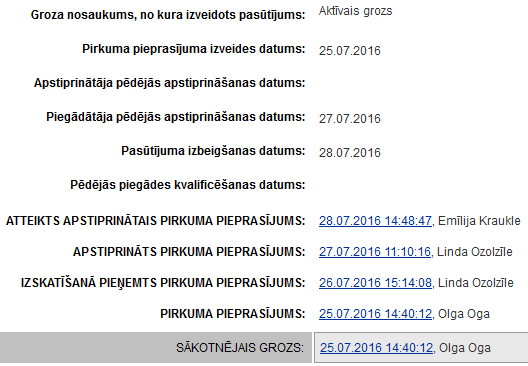 Groza nosaukums, no kura izveidots pasūtījums: Aktīvais grozs
Pirkuma pieprasījuma izveides datums: 25.07.2016
Apstiprinātāja pēdējās apstiprināšanas datums:
Piegādātāja pēdējās apstiprināšanas datums: 27.07.2016
Pasūtījuma izbeigšanas datums: 28.07.2016
Pēdējās piegādes kvalificēšanas datums:
ATTEIKTS APSTIPRINĀTAIS PIRKUMA PIEPRASĪJUMS: 28.07.2016 14:48:47, Emīlija Kraukle
APSTIPRINĀTS PIRKUMA PIEPRASĪJUMS: 27.07.2016 11:10:16, Linda Ozolzīle
IZSKATĪŠANĀ PIEŅEMTS PIRKUMA PIEPRASĪJUMS: 26.07.2016 15:14:08, Linda Ozolzīle
PIRKUMA PIEPRASĪJUMS: 25.07.2016 14:40:12, Olga Oga
SĀKOTNĒJAIS GROZS: 25.07.2016 14:40:12, Olga Oga